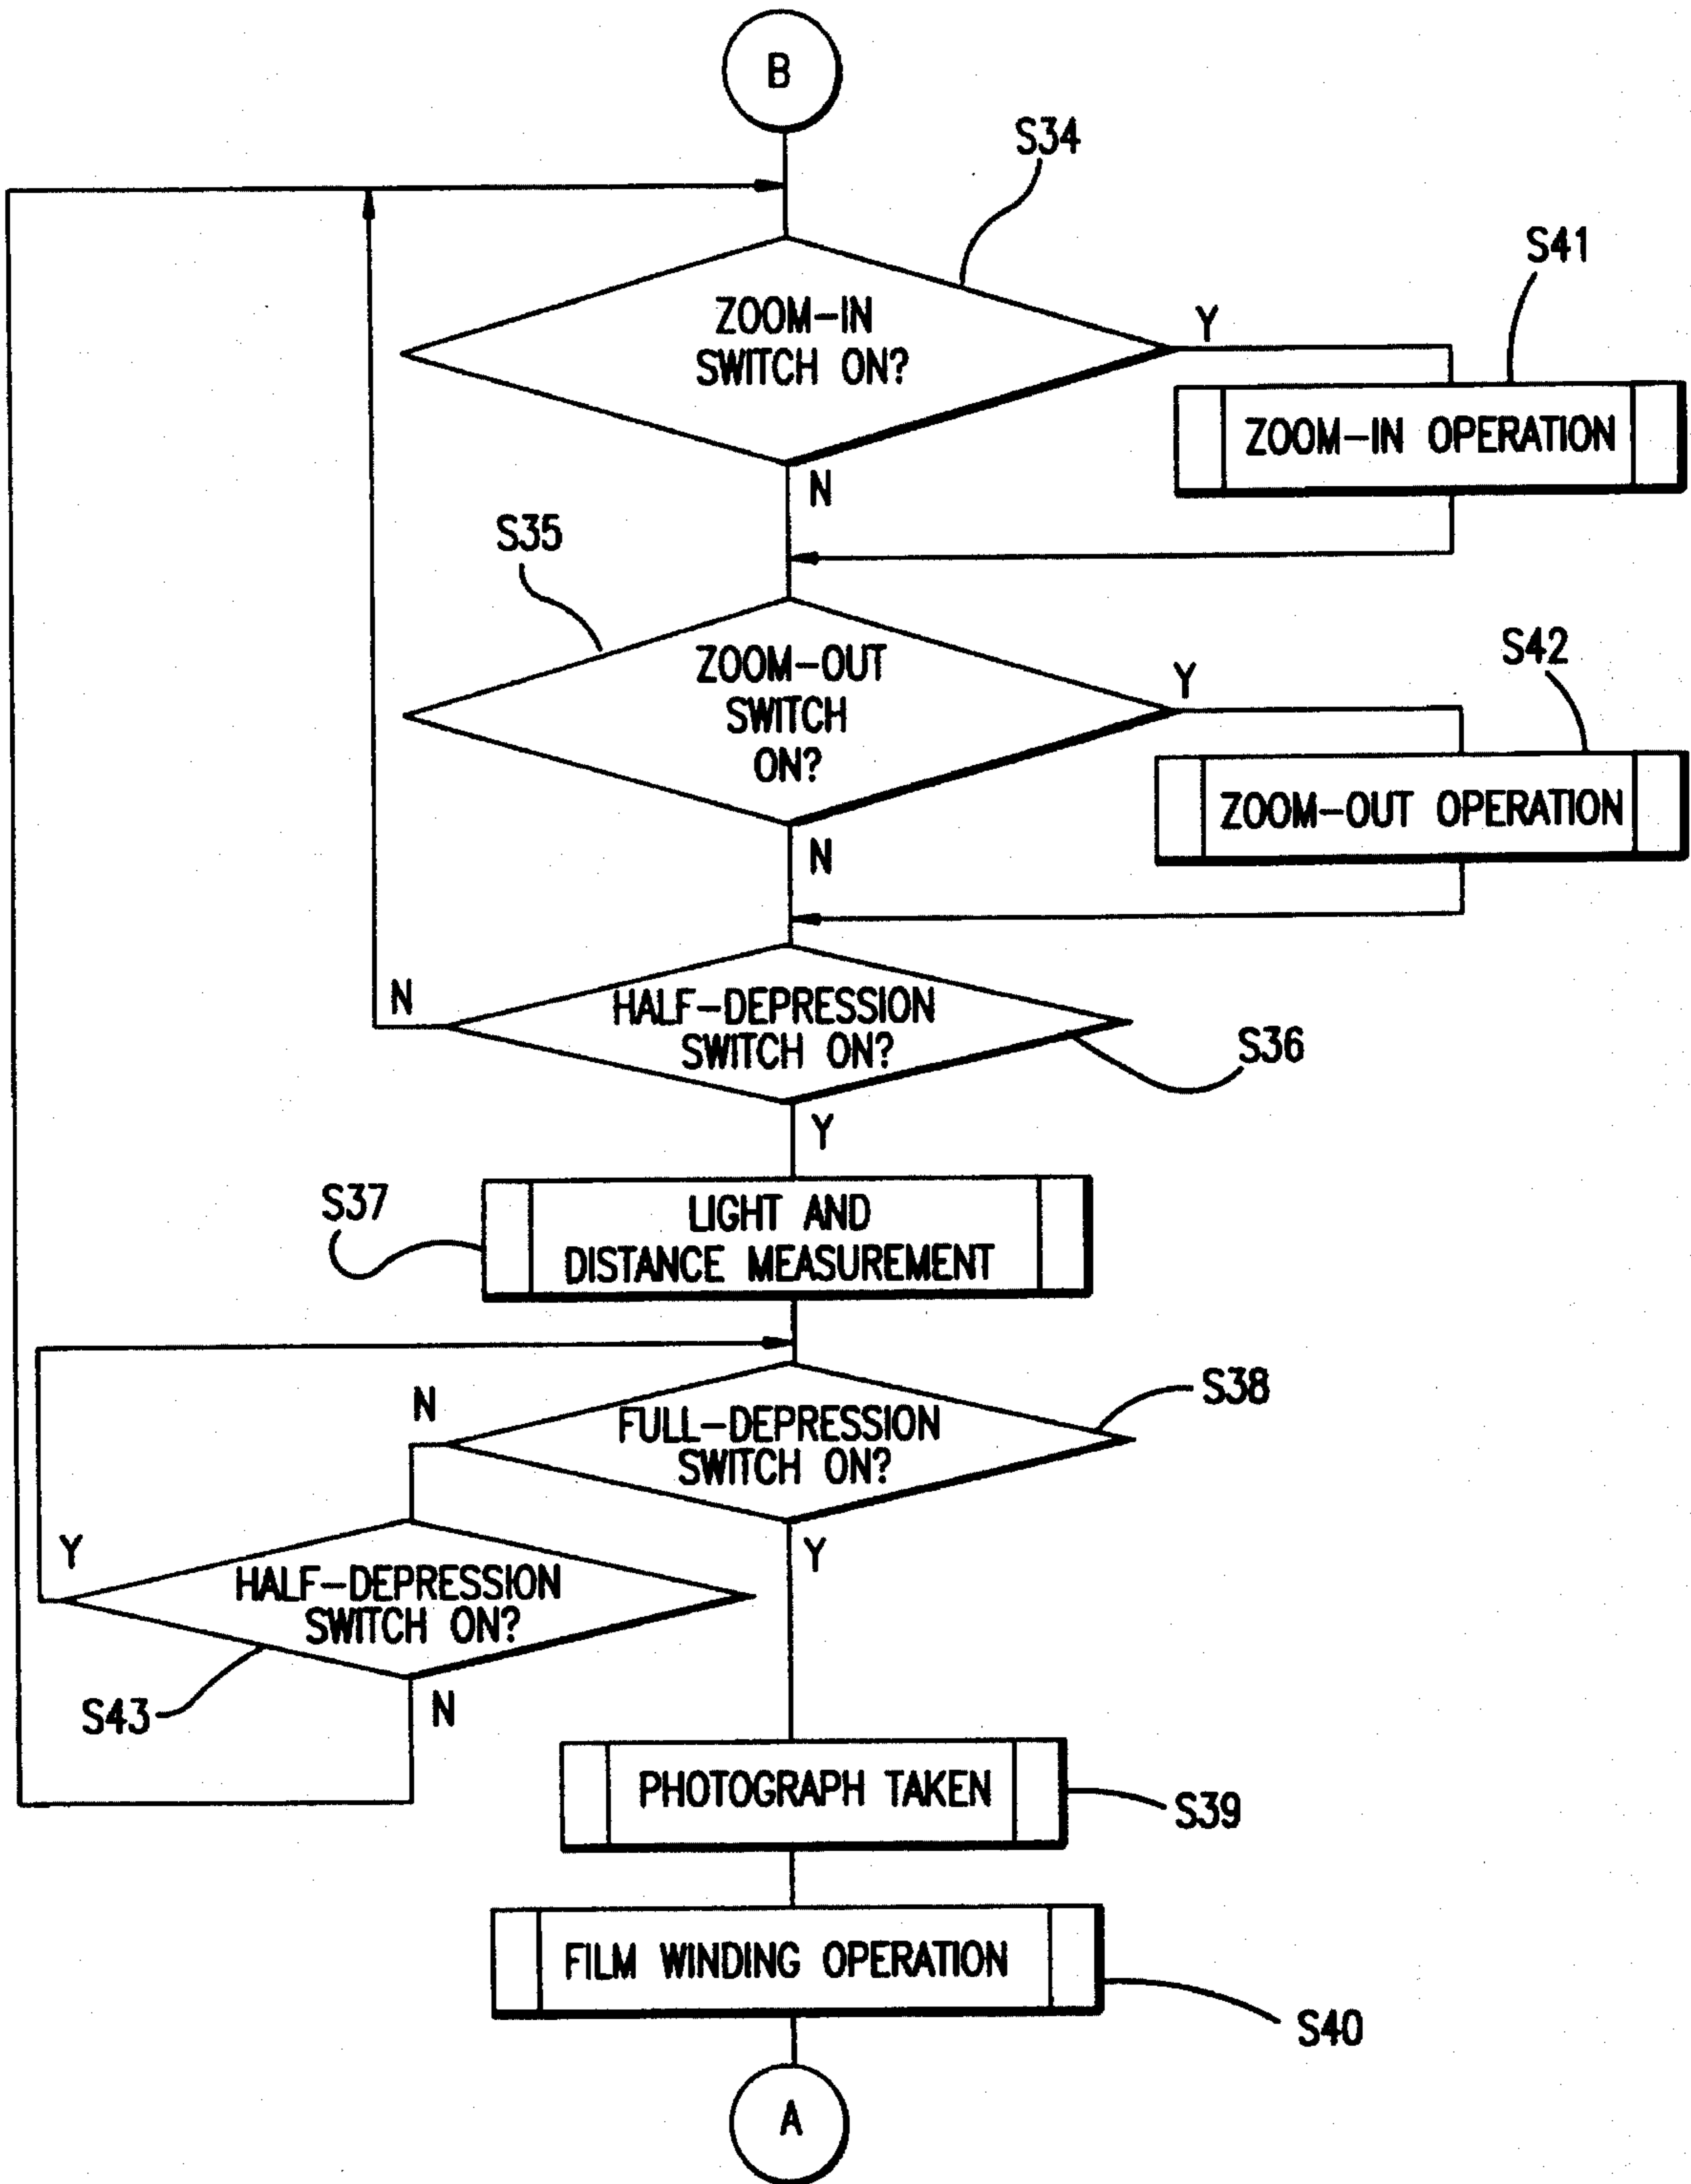 B
S34
S41
ZOOM-IN
SWITCH ON?
Y
ZOOM-IN OPERATION
N
S35
S42
ZOOM-OUT
SWITCH
ON?
Y
ZOOM-OUT OPERATION
N
N
HALF-DEPRESSION
SWITCH ON?
S36
Y
S37
LIGHT AND
DISTANCE MEASUREMENT
N
S38
FULL-DEPRESSION
SWITCH ON?
Y
Y
HALF-DEPRESSION
SWITCH ON?
S43
N
PHOTOGRAPH TAKEN
S39
FILM WINDING OPERATION
S40
A